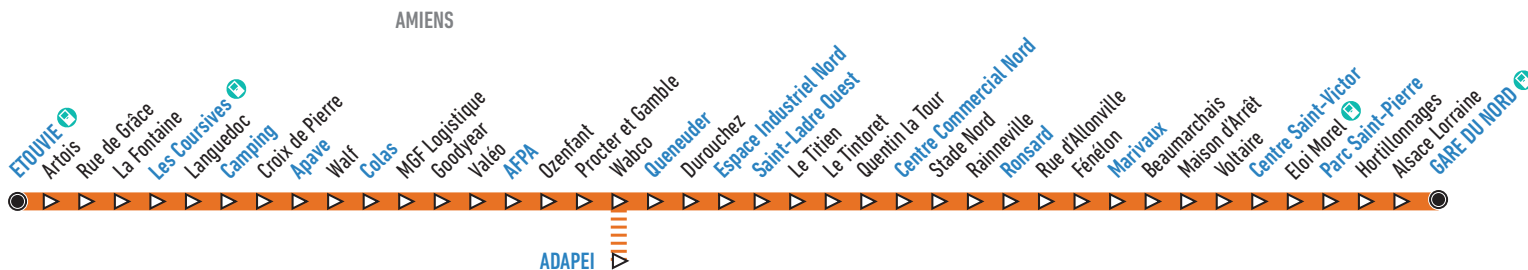 AMIENS
ETOUVIE
Artois
Rue de Grâce
La Fontaine
Les Coursives
Languedoc
Camping
Croix de Pierre
Apave
Walf
Colas
MGF Logistique
Goodyear
Valéo
AFPA
Ozenfant
Procter et Gamble
Wabco
Queneuder
Durouchez
Espace Industriel Nord
Saint-Ladre Ouest
Le Titien
Le Tintoret
Quentin la Tour
Centre Commercial Nord
Stade Nord
Rainneville
Ronsard
Rue d'Allonville
Fénélon
Marivaux
Beaumarchais
Maison d'Arrêt
Voltaire
Centre Saint-Victor
Eloi Morel
Parc Saint-Pierre
Hortillonnages
Alsace Lorraine
GARE DU NORD
ADAPEI